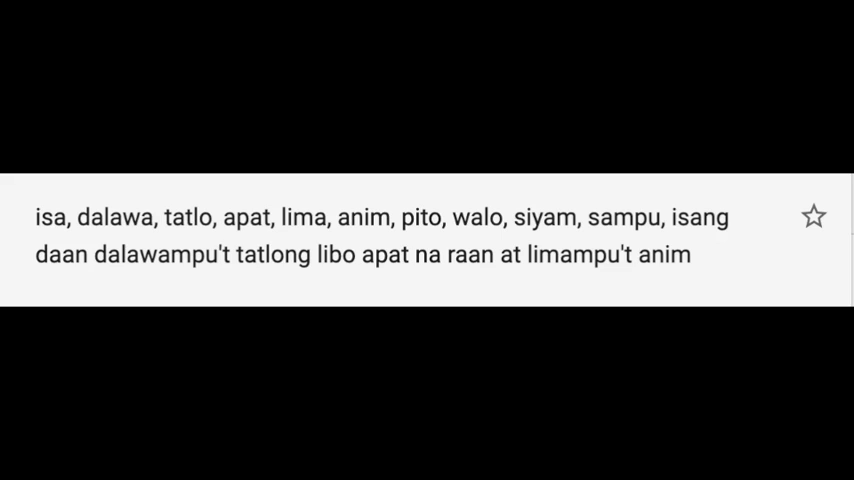 isa, dalawa, tatlo, apat, lima, anim, pito, walo, siyam, sampu, isang
daan dalawampu't tatlong libo apat na raan at limampu't anim